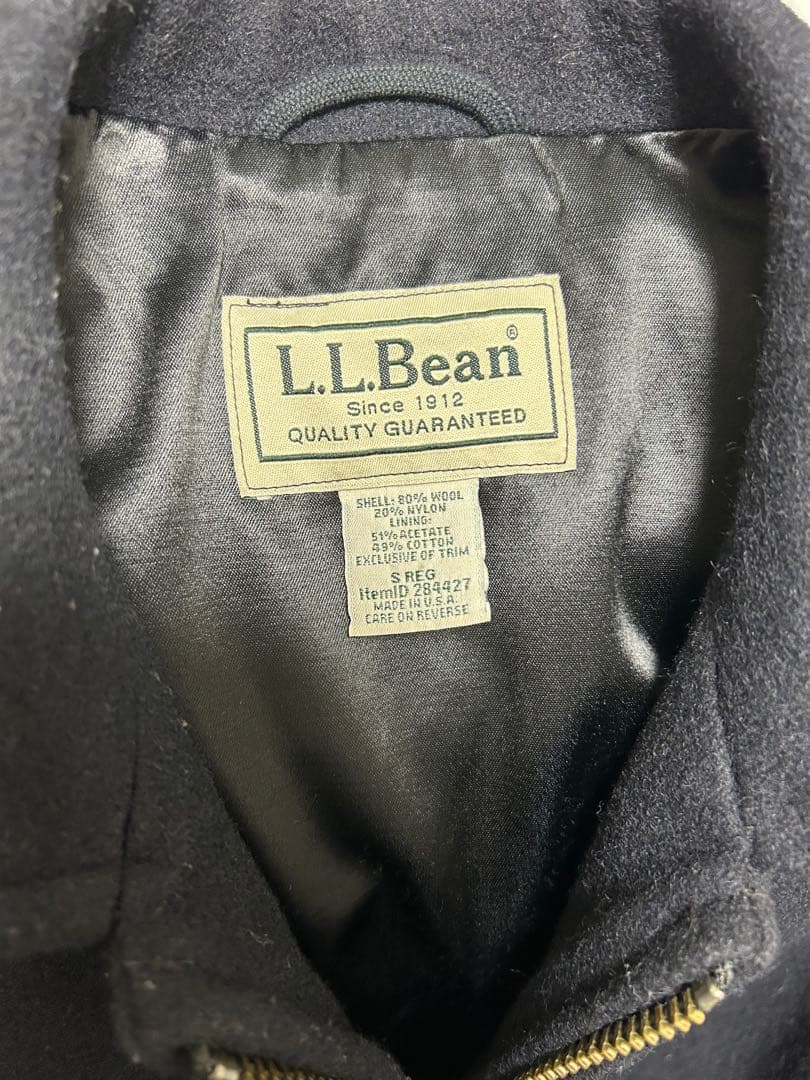 L.L.Bean®
Since 1912
QUALITY GUARANTEED
SHELL: 80% WOOL
20% NYLON
LINING:
51% ACETATE
49% COTTON
EXCLUSIVE OF TRIM
S REG
ItemID 284427
MADE IN U.S.A.
CARE ON REVERSE